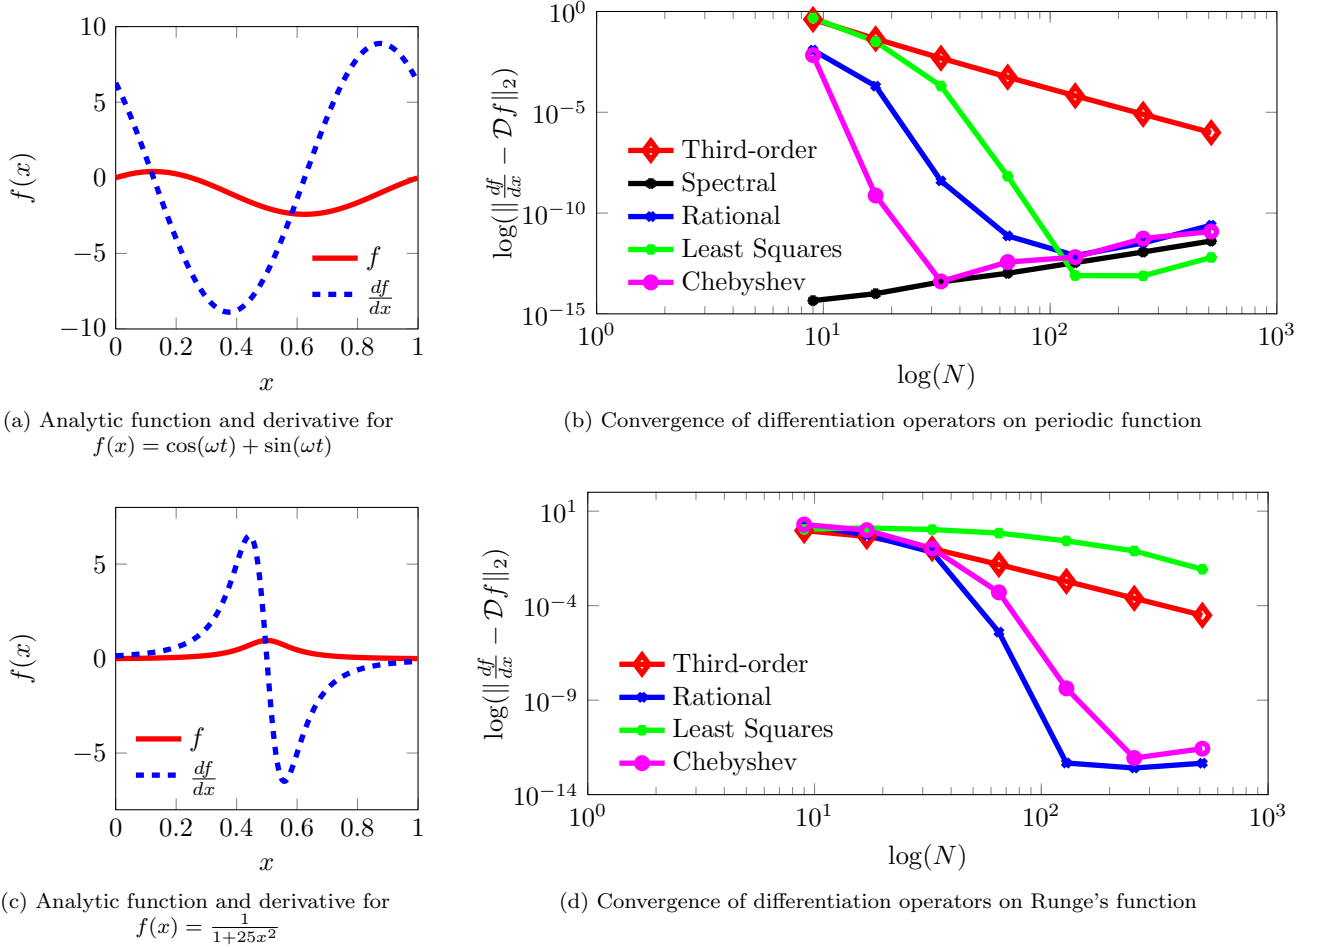 10
5
0
−5
−10
0
0.2
0.4
0.6
0.8
1
x
f(x)
f
df/dx
(a) Analytic function and derivative for
f(x) = cos(ωt) + sin(ωt)
10^0
10^−5
10^−10
10^−15
10^0
10^1
10^2
10^3
log(N)
log(‖df/dx − 𝒟f‖_2)
Third-order
Spectral
Rational
Least Squares
Chebyshev
(b) Convergence of differentiation operators on periodic function
5
0
−5
0
0.2
0.4
0.6
0.8
1
x
f(x)
f
df/dx
(c) Analytic function and derivative for
f(x) = 1/(1+25x^2)
10^1
10^−4
10^−9
10^−14
10^0
10^1
10^2
10^3
log(N)
log(‖df/dx − 𝒟f‖_2)
Third-order
Rational
Least Squares
Chebyshev
(d) Convergence of differentiation operators on Runge's function